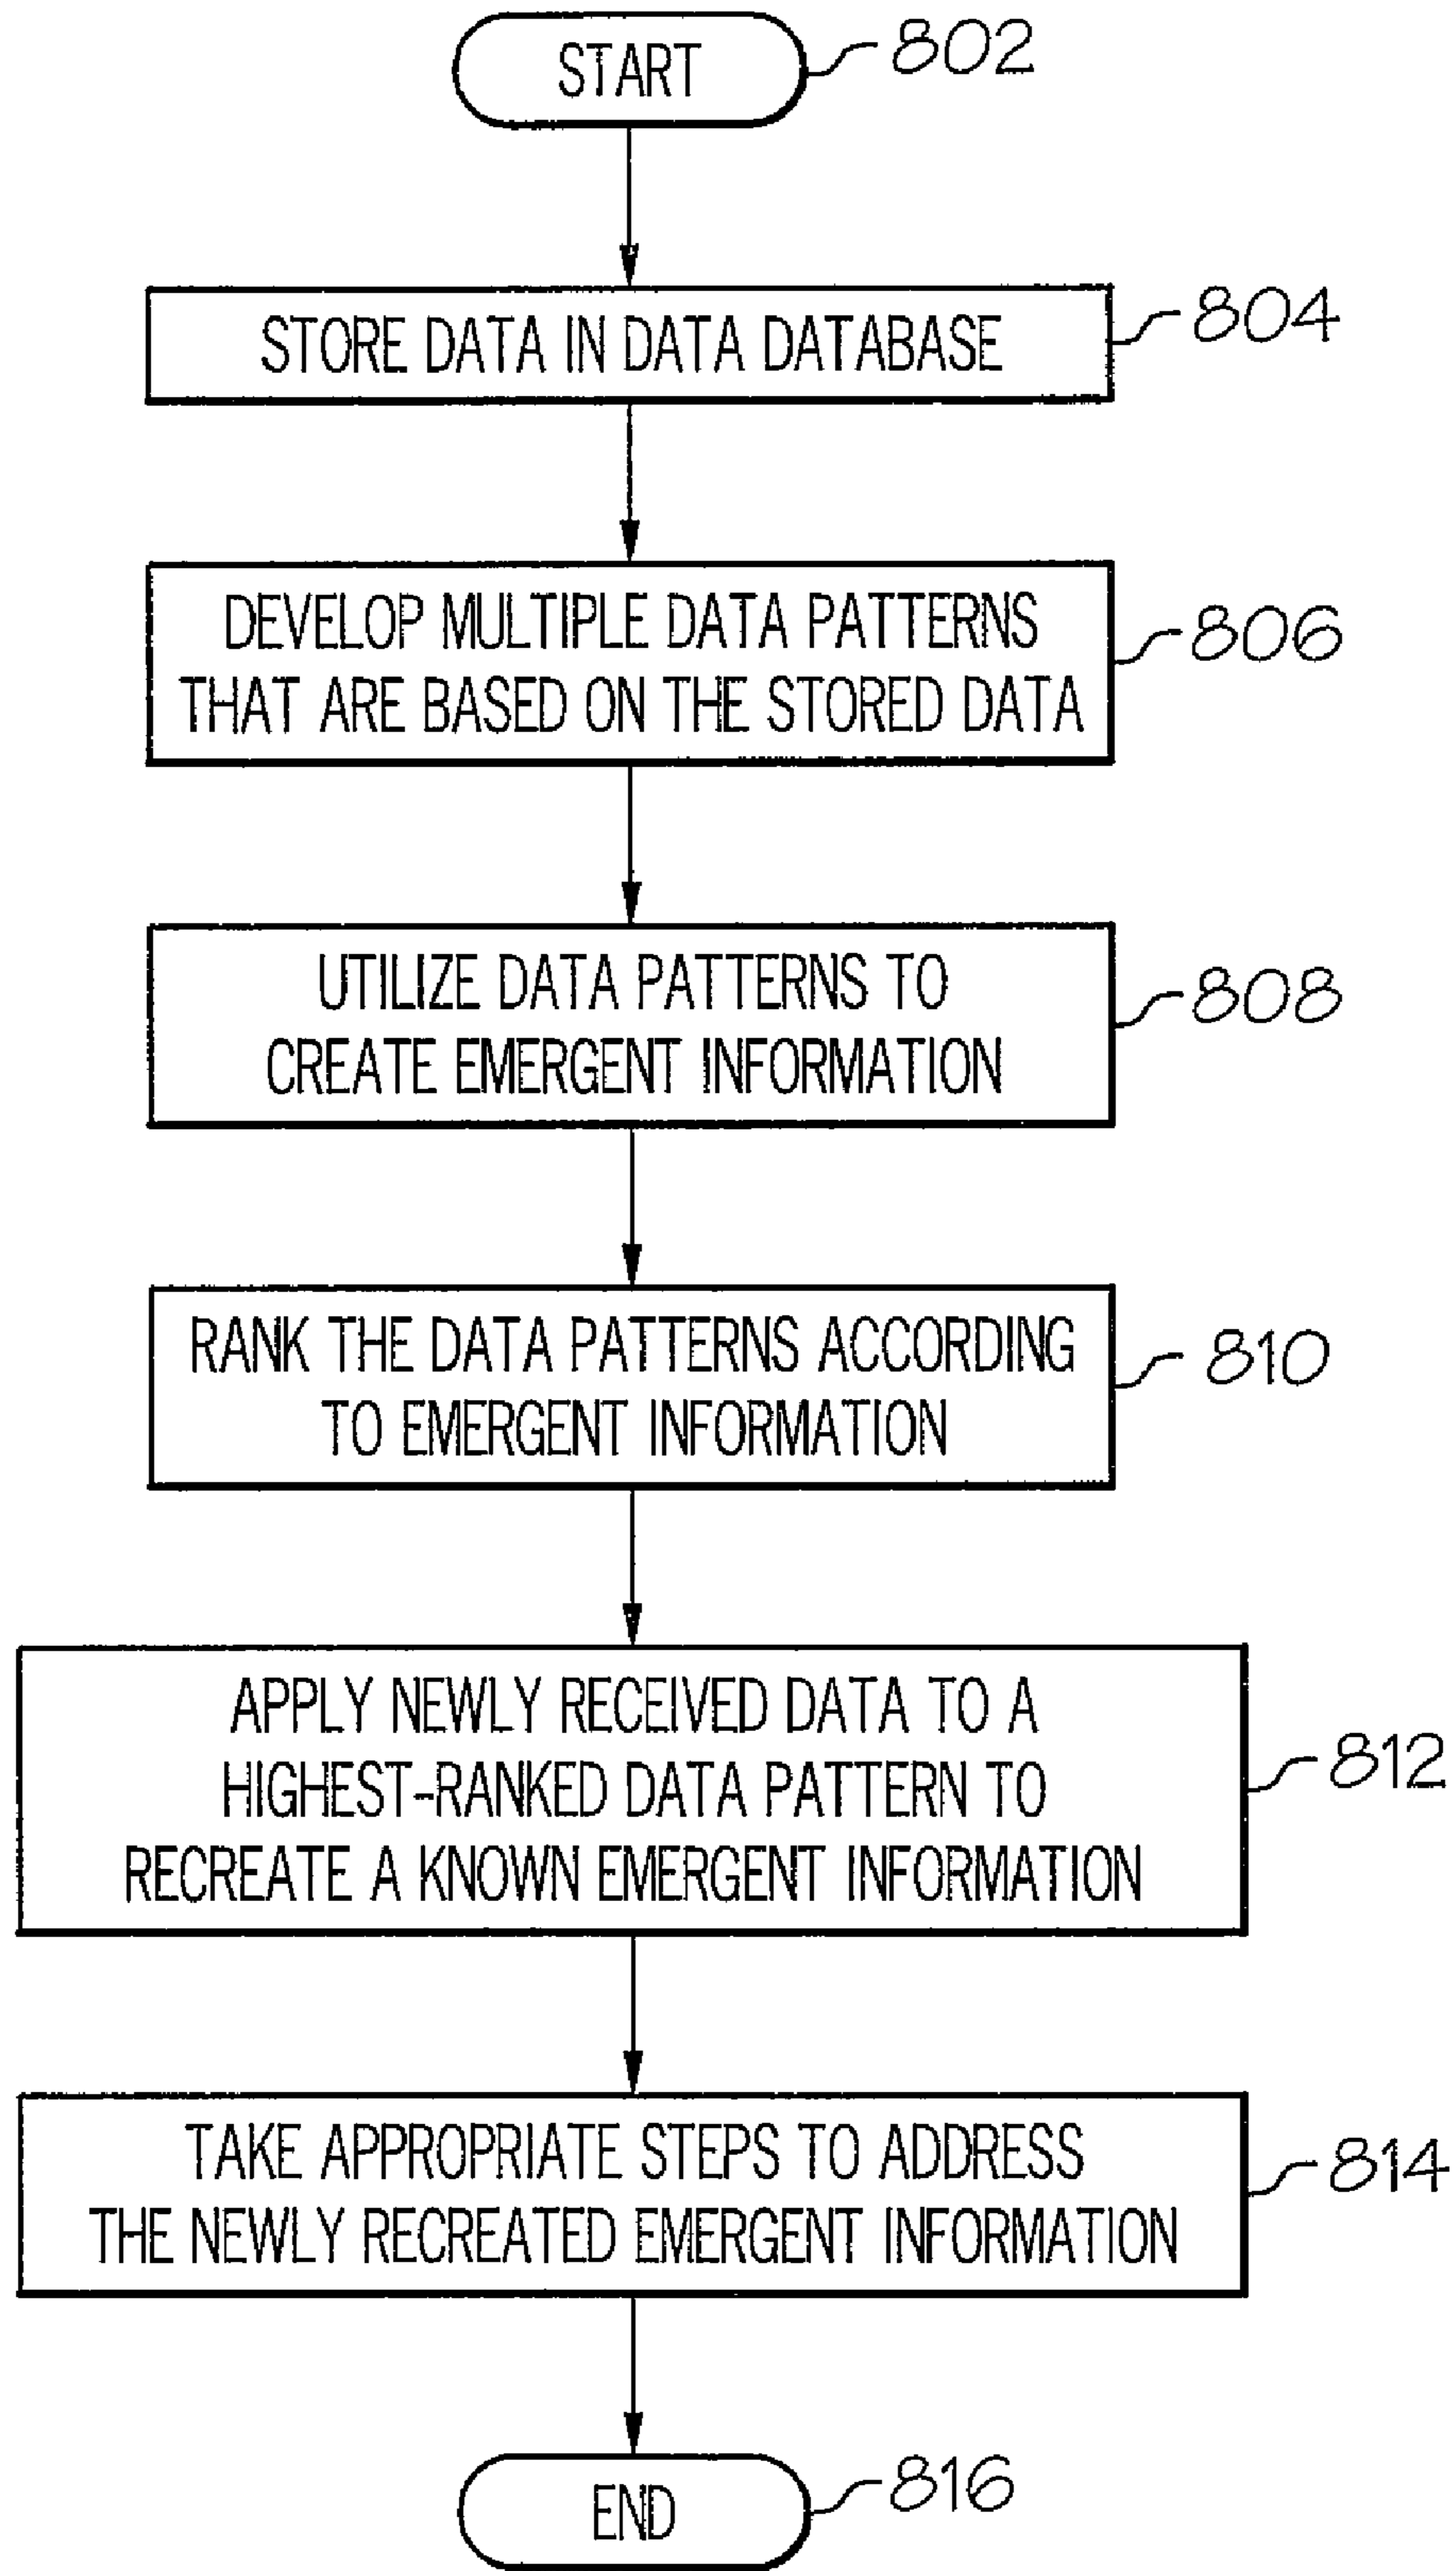 START
802
STORE DATA IN DATA DATABASE
804
DEVELOP MULTIPLE DATA PATTERNS
THAT ARE BASED ON THE STORED DATA
806
UTILIZE DATA PATTERNS TO
CREATE EMERGENT INFORMATION
808
RANK THE DATA PATTERNS ACCORDING
TO EMERGENT INFORMATION
810
APPLY NEWLY RECEIVED DATA TO A
HIGHEST-RANKED DATA PATTERN TO
RECREATE A KNOWN EMERGENT INFORMATION
812
TAKE APPROPRIATE STEPS TO ADDRESS
THE NEWLY RECREATED EMERGENT INFORMATION
814
END
816